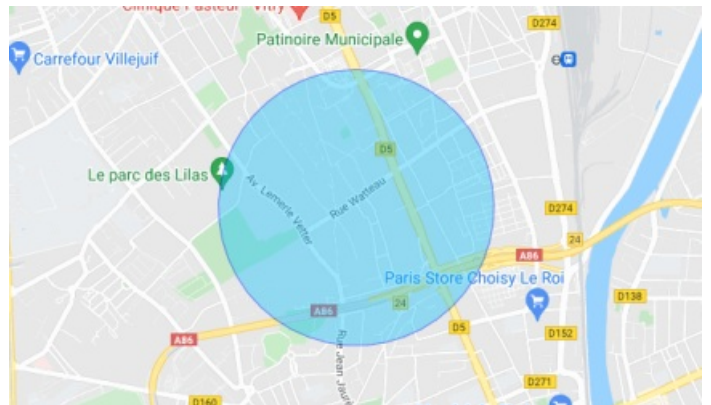 Clinique Pasteur - Vitry
D5
D274
Patinoire Municipale
Carrefour Villejuif
D5
Le parc des Lilas
Av. Lemerle Vetter
Rue Watteau
D274
24
A86
Paris Store Choisy Le Roi
D138
A86
24
A86
D5
D152
Rue Jean Jaurè
D271
D160